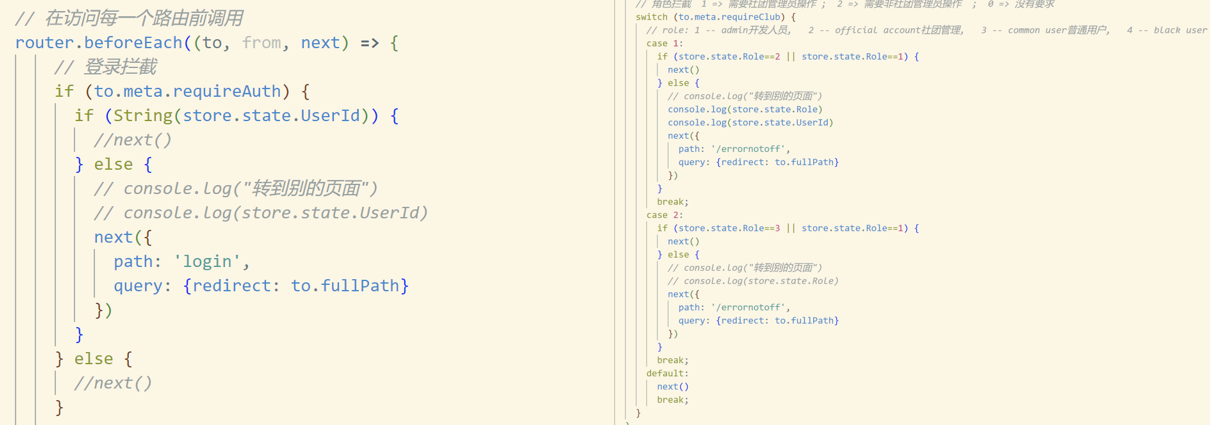 // 在访问每一个路由前调用
router.beforeEach((to, from, next) => {
// 登录拦截
if (to.meta.requireAuth) {
if (String(store.state.UserId)) {
//next()
} else {
// console.log("转到别的页面")
// console.log(store.state.UserId)
next({
path: 'login',
query: {redirect: to.fullPath}
})
}
} else {
//next()
}
// 角色拦截 1 => 需要社团管理员操作 ; 2 => 需要非社团管理员操作 ; 0 => 没有要求
switch (to.meta.requireClub) {
// role: 1 -- admin开发人员, 2 -- official account社团管理, 3 -- common user普通用户, 4 -- black user
case 1:
if (store.state.Role==2 || store.state.Role==1) {
next()
} else {
// console.log("转到别的页面")
console.log(store.state.Role)
console.log(store.state.UserId)
next({
path: '/errornotoff',
query: {redirect: to.fullPath}
})
}
break;
case 2:
if (store.state.Role==3 || store.state.Role==1) {
next()
} else {
// console.log("转到别的页面")
// console.log(store.state.Role)
next({
path: '/errornotoff',
query: {redirect: to.fullPath}
})
}
break;
default:
next()
break;
}